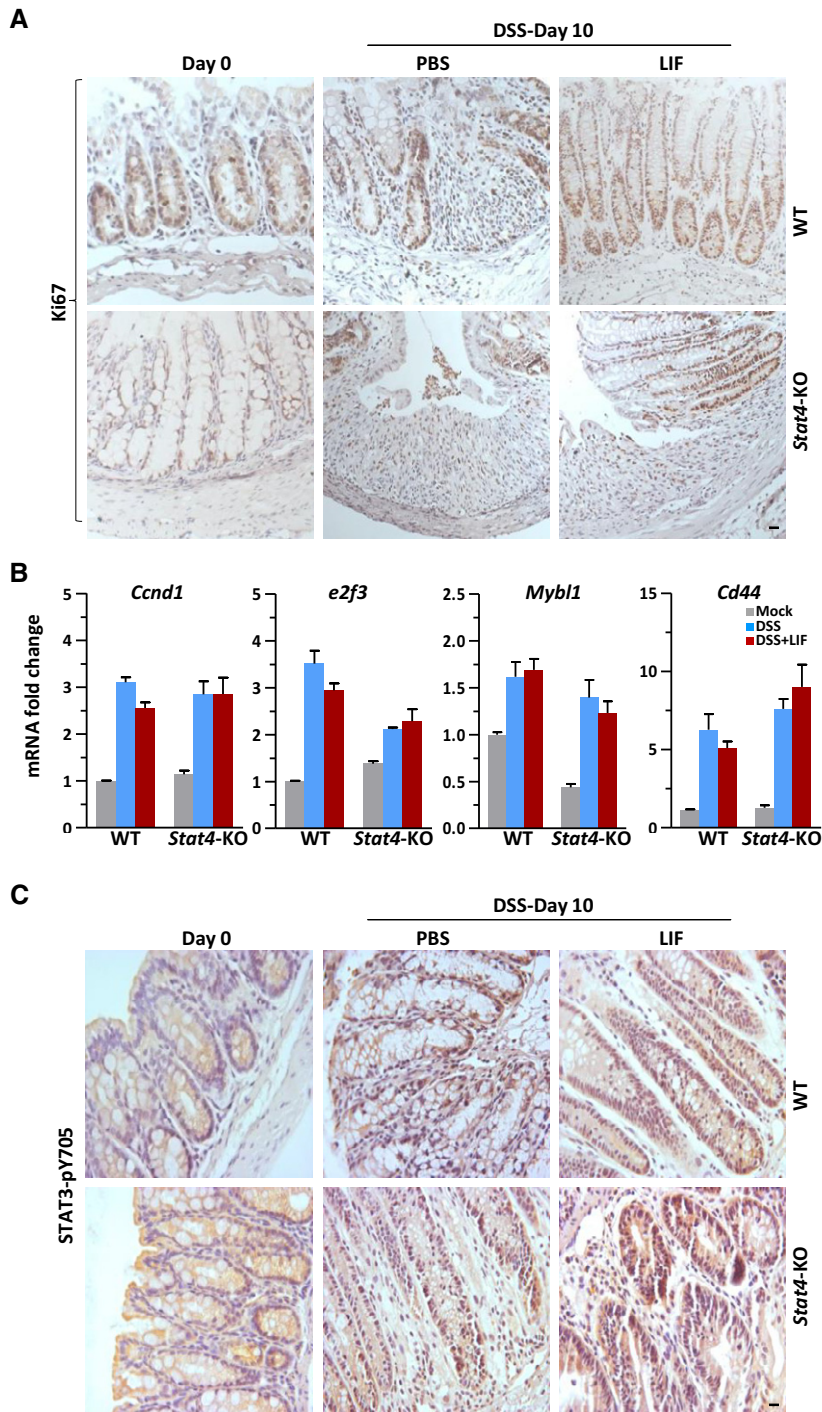 A
DSS-Day 10
Day 0 PBS LIF
Ki67
WT
Stat4-KO
B
Ccnd1 e2f3 Mybl1 Cd44
mRNA fold change
5 5 2.5 15
4 4 2.0
3 3 1.5 10
2 2 1.0 5
1 1 0.5
0 0 0.0 0
Mock
DSS
DSS+LIF
WT Stat4-KO WT Stat4-KO WT Stat4-KO WT Stat4-KO
C
DSS-Day 10
Day 0 PBS LIF
STAT3-pY705
WT
Stat4-KO